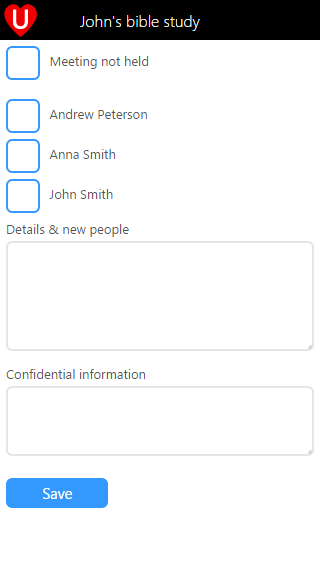 U
John's bible study
Meeting not held
Andrew Peterson
Anna Smith
John Smith
Details & new people
Confidential information
Save